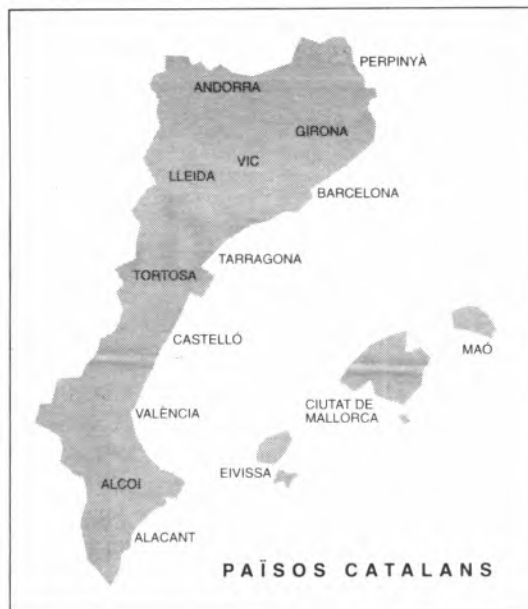 PERPINYÀ
ANDORRA
GIRONA
VIC
LLEIDA
BARCELONA
TARRAGONA
TORTOSA
CASTELLÓ
MAÓ
CIUTAT DE
MALLORCA
VALÈNCIA
EIVISSA
ALCOI
ALACANT
PAÏSOS CATALANS